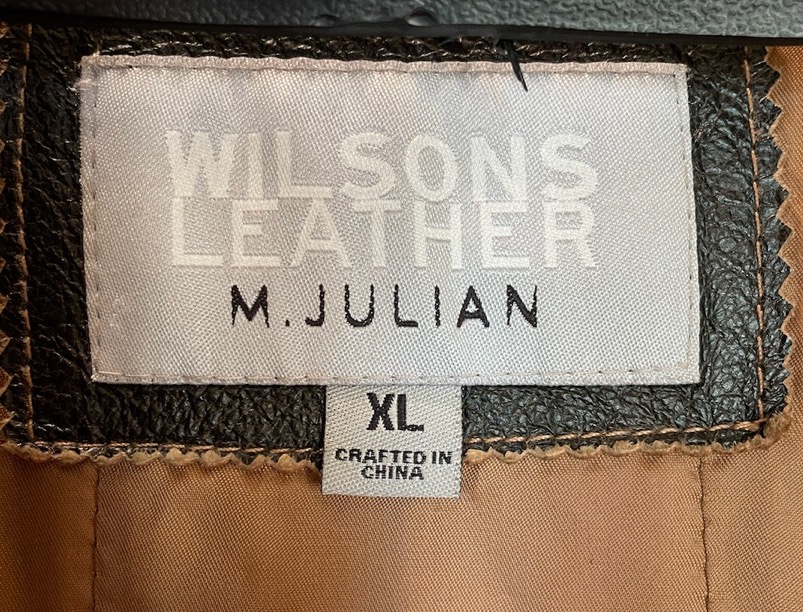 WILSONS
LEATHER
M.JULIAN
XL
CRAFTED IN
CHINA